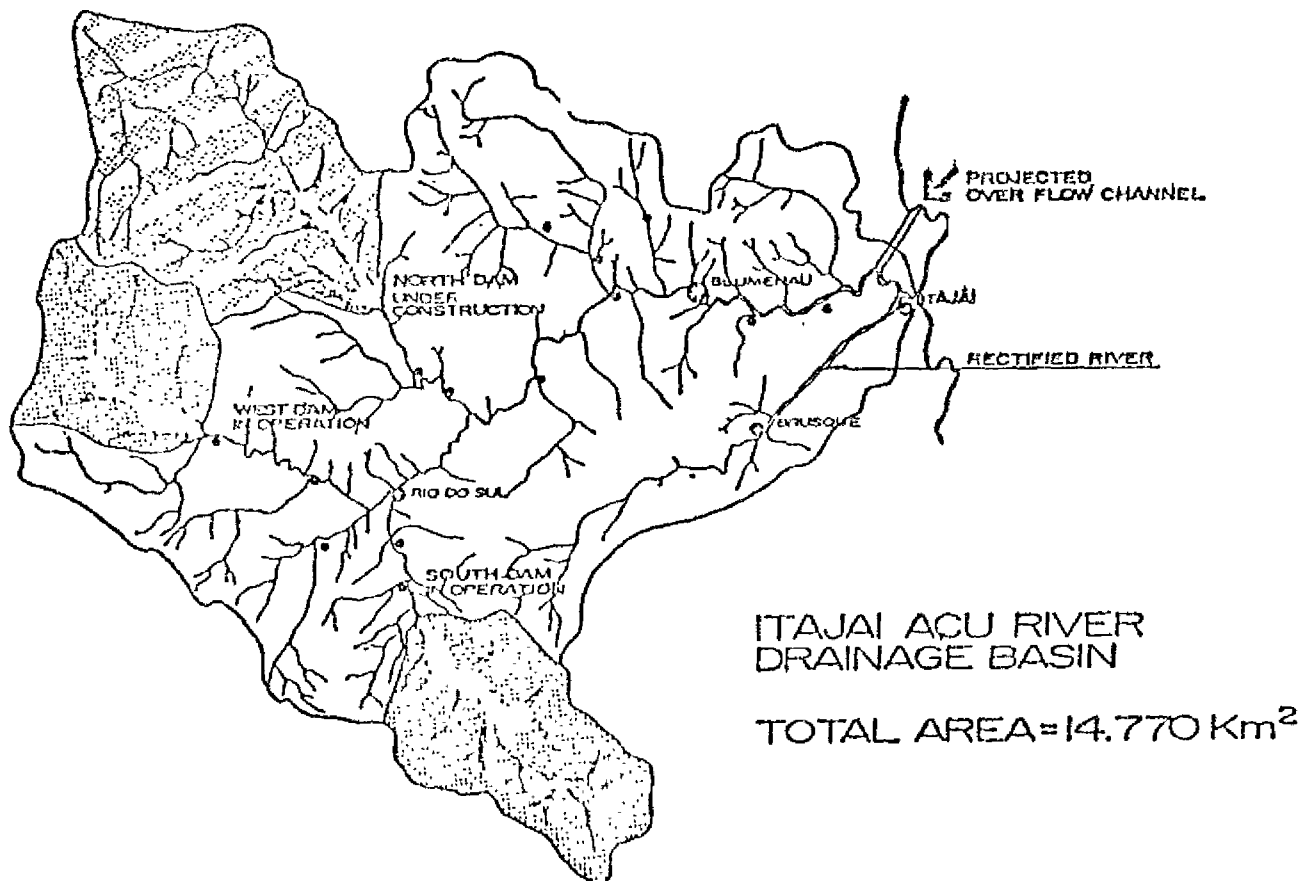 PROJECTED
OVER FLOW CHANNEL
NORTH DAM
UNDER
CONSTRUCTION
BLUMENAU
ITAJAI
RECTIFIED RIVER
WEST DAM
IN OPERATION
BRUSQUE
RIO DO SUL
SOUTH DAM
IN OPERATION
ITAJAI ACU RIVER
DRAINAGE BASIN
TOTAL AREA=14.770 Km²